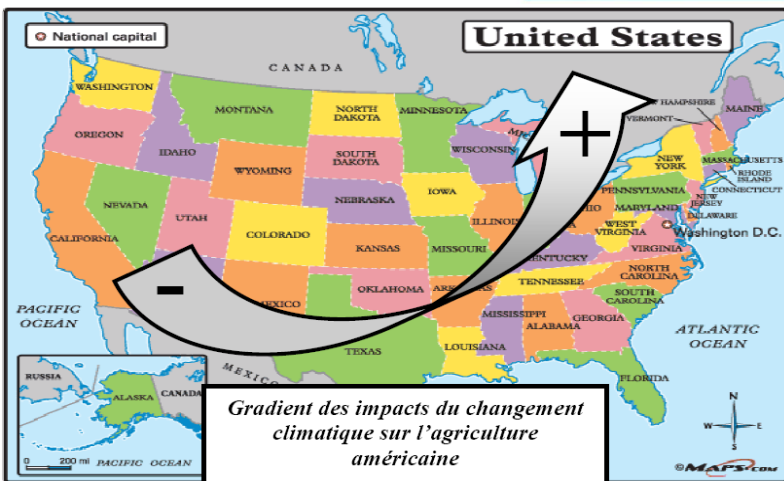 National capital
United States
CANADA
WASHINGTON
MONTANA
NORTH
DAKOTA
MINNESOTA
HAMPSHIRE
VERMONT
MAINE
OREGON
IDAHO
SOUTH
DAKOTA
WISCONSIN
WYOMING
NEW
YORK
MASSACHUSETTS
RHODE
ISLAND
CONNECTICUT
NEVADA
UTAH
NEBRASKA
IOWA
PENNSYLVANIA
NEW
JERSEY
MARYLAND
DELAWARE
CALIFORNIA
COLORADO
KANSAS
MISSOURI
ILLINOIS
WEST
VIRGINIA
Washington D.C.
VIRGINIA
KENTUCKY
NORTH
CAROLINA
TENNESSEE
OKLAHOMA
SOUTH
CAROLINA
PACIFIC
OCEAN
MISSISSIPPI
ALABAMA
GEORGIA
ATLANTIC
OCEAN
TEXAS
LOUISIANA
FLORIDA
+
-
RUSSIA
CANADA
ALASKA
0 200 mi
PACIFIC OCEAN
Gradient des impacts du changement
climatique sur l’agriculture
américaine
N
W E
S
©MAPS.COM